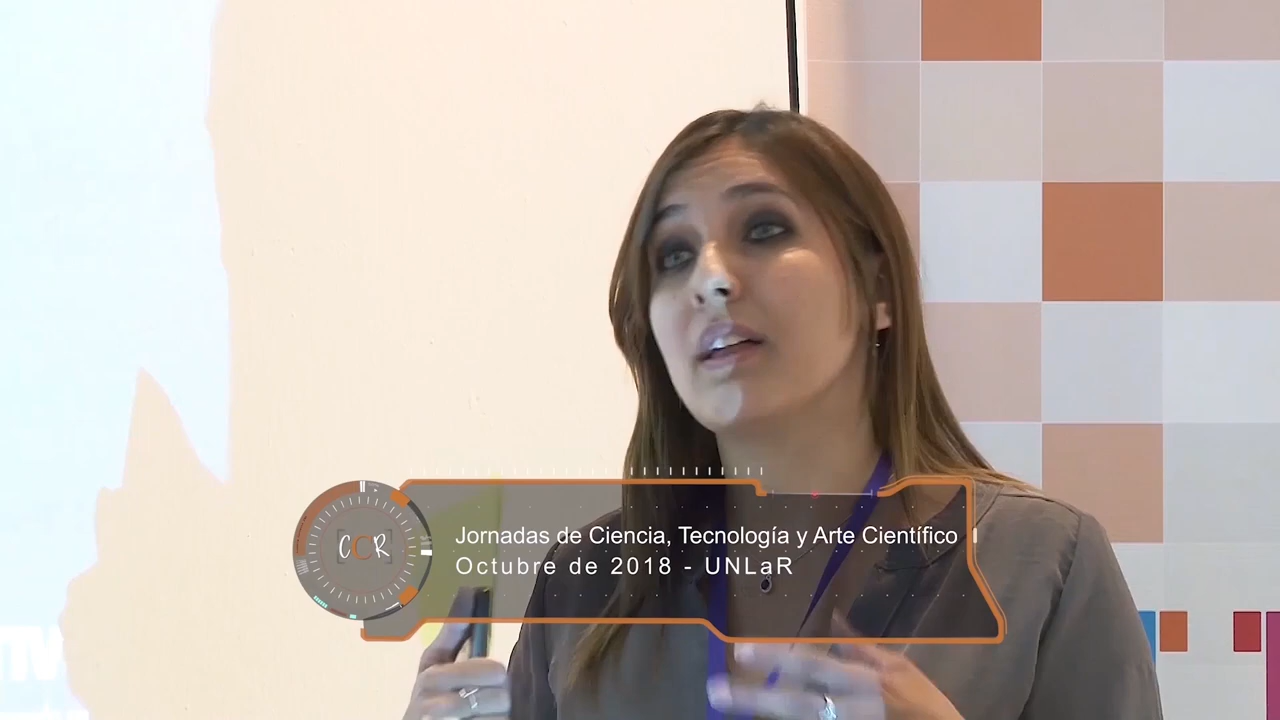 CCR
Jornadas de Ciencia, Tecnología y Arte Científico
Octubre de 2018 - UNLaR